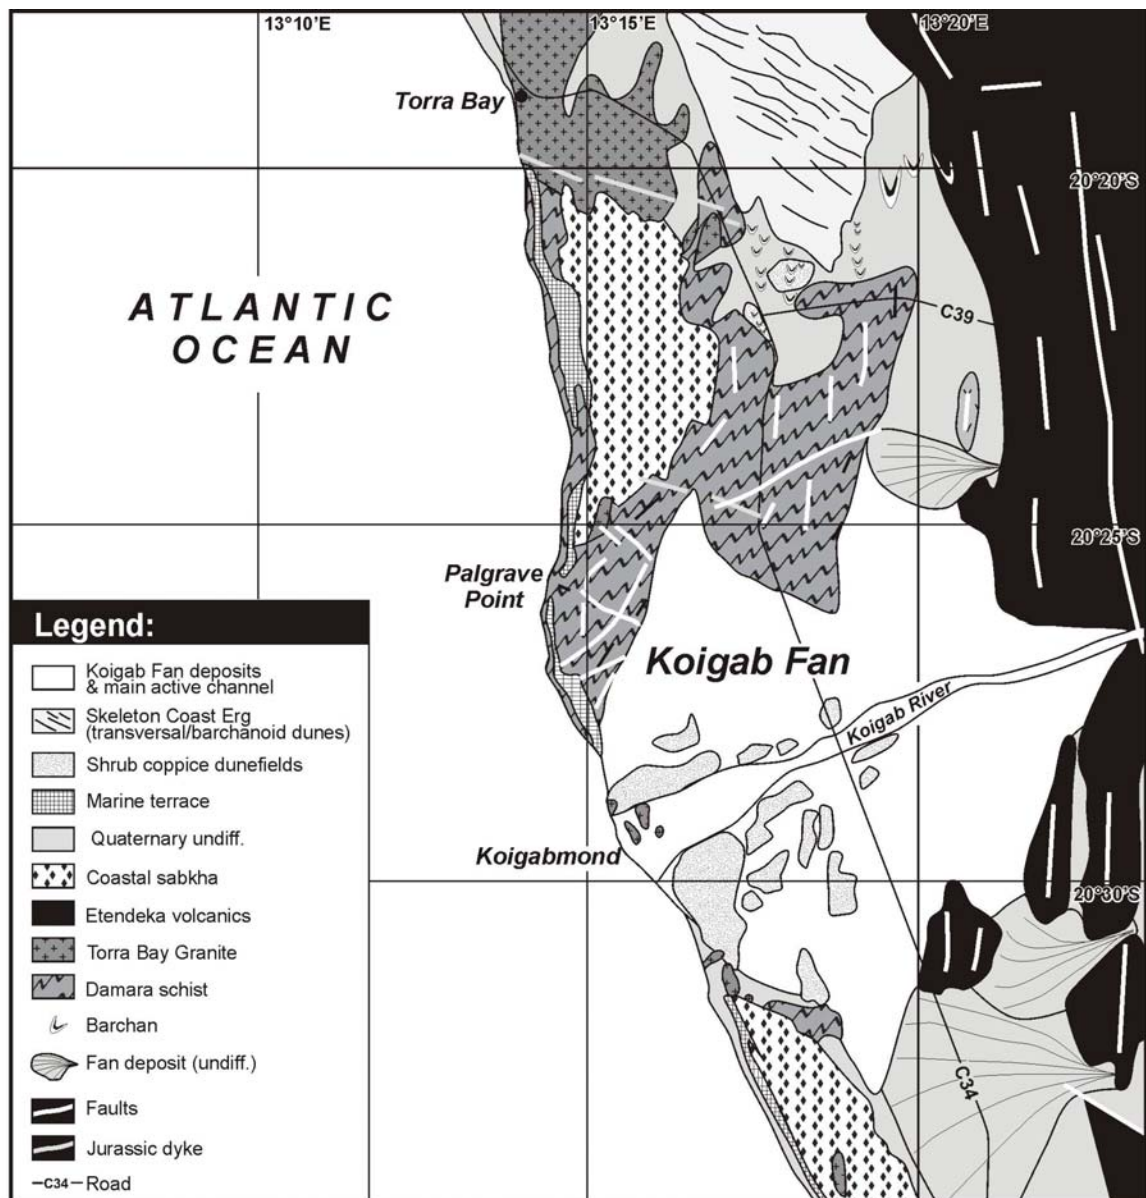 13°10'E
13°15'E
13°20'E
Torra Bay
20°20'S
ATLANTIC
OCEAN
C39
20°25'S
Palgrave
Point
Koigab Fan
Koigab River
Koigabmond
20°30'S
C34
Legend:
Koigab Fan deposits
& main active channel
Skeleton Coast Erg
(transversal/barchanoid dunes)
Shrub coppice dunefields
Marine terrace
Quaternary undiff.
Coastal sabkha
Etendeka volcanics
Torra Bay Granite
Damara schist
Barchan
Fan deposit (undiff.)
Faults
Jurassic dyke
C34 Road